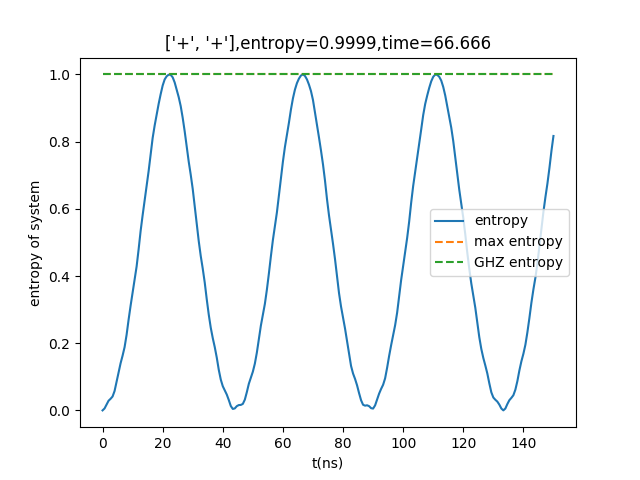 ['+', '+'],entropy=0.9999,time=66.666
1.0
0.8
0.6
0.4
0.2
0.0
entropy of system
entropy
max entropy
GHZ entropy
0 20 40 60 80 100 120 140
t(ns)